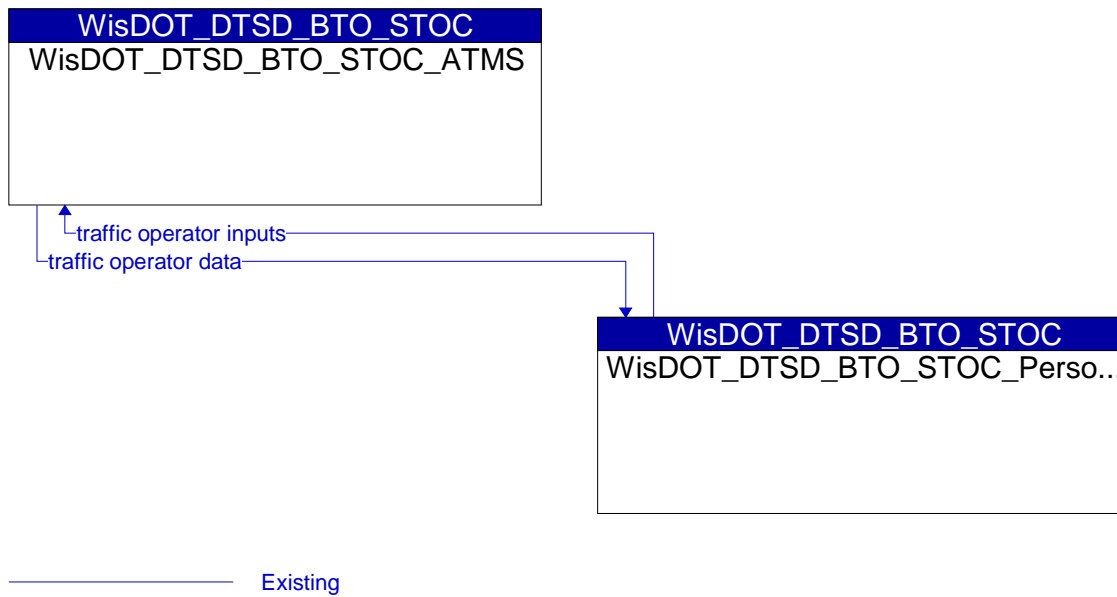 WisDOT_DTSD_BTO_STOC
WisDOT_DTSD_BTO_STOC_ATMS
traffic operator inputs
traffic operator data
WisDOT_DTSD_BTO_STOC
WisDOT_DTSD_BTO_STOC_Perso...
Existing